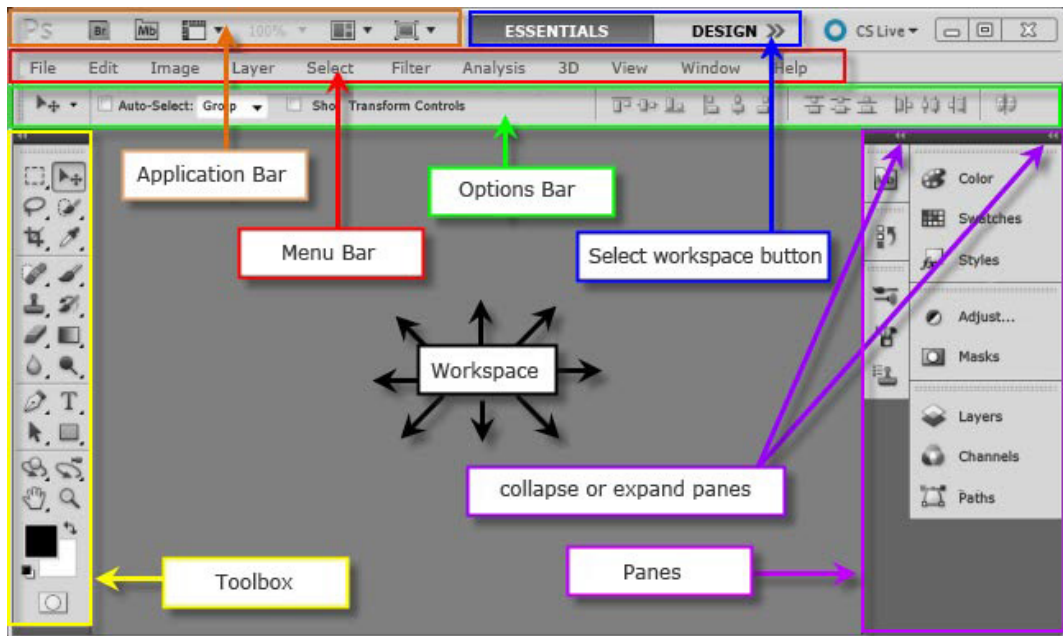 Ps Br Mb 100% ESSENTIALS DESIGN CS Live
File Edit Image Layer Select Filter Analysis 3D View Window Help
Auto-Select: Group Show Transform Controls
Application Bar
Options Bar
Menu Bar
Select workspace button
Mb
Color
Swatches
Styles
Adjust...
Masks
Workspace
Layers
Channels
Paths
collapse or expand panes
Toolbox
Panes
T